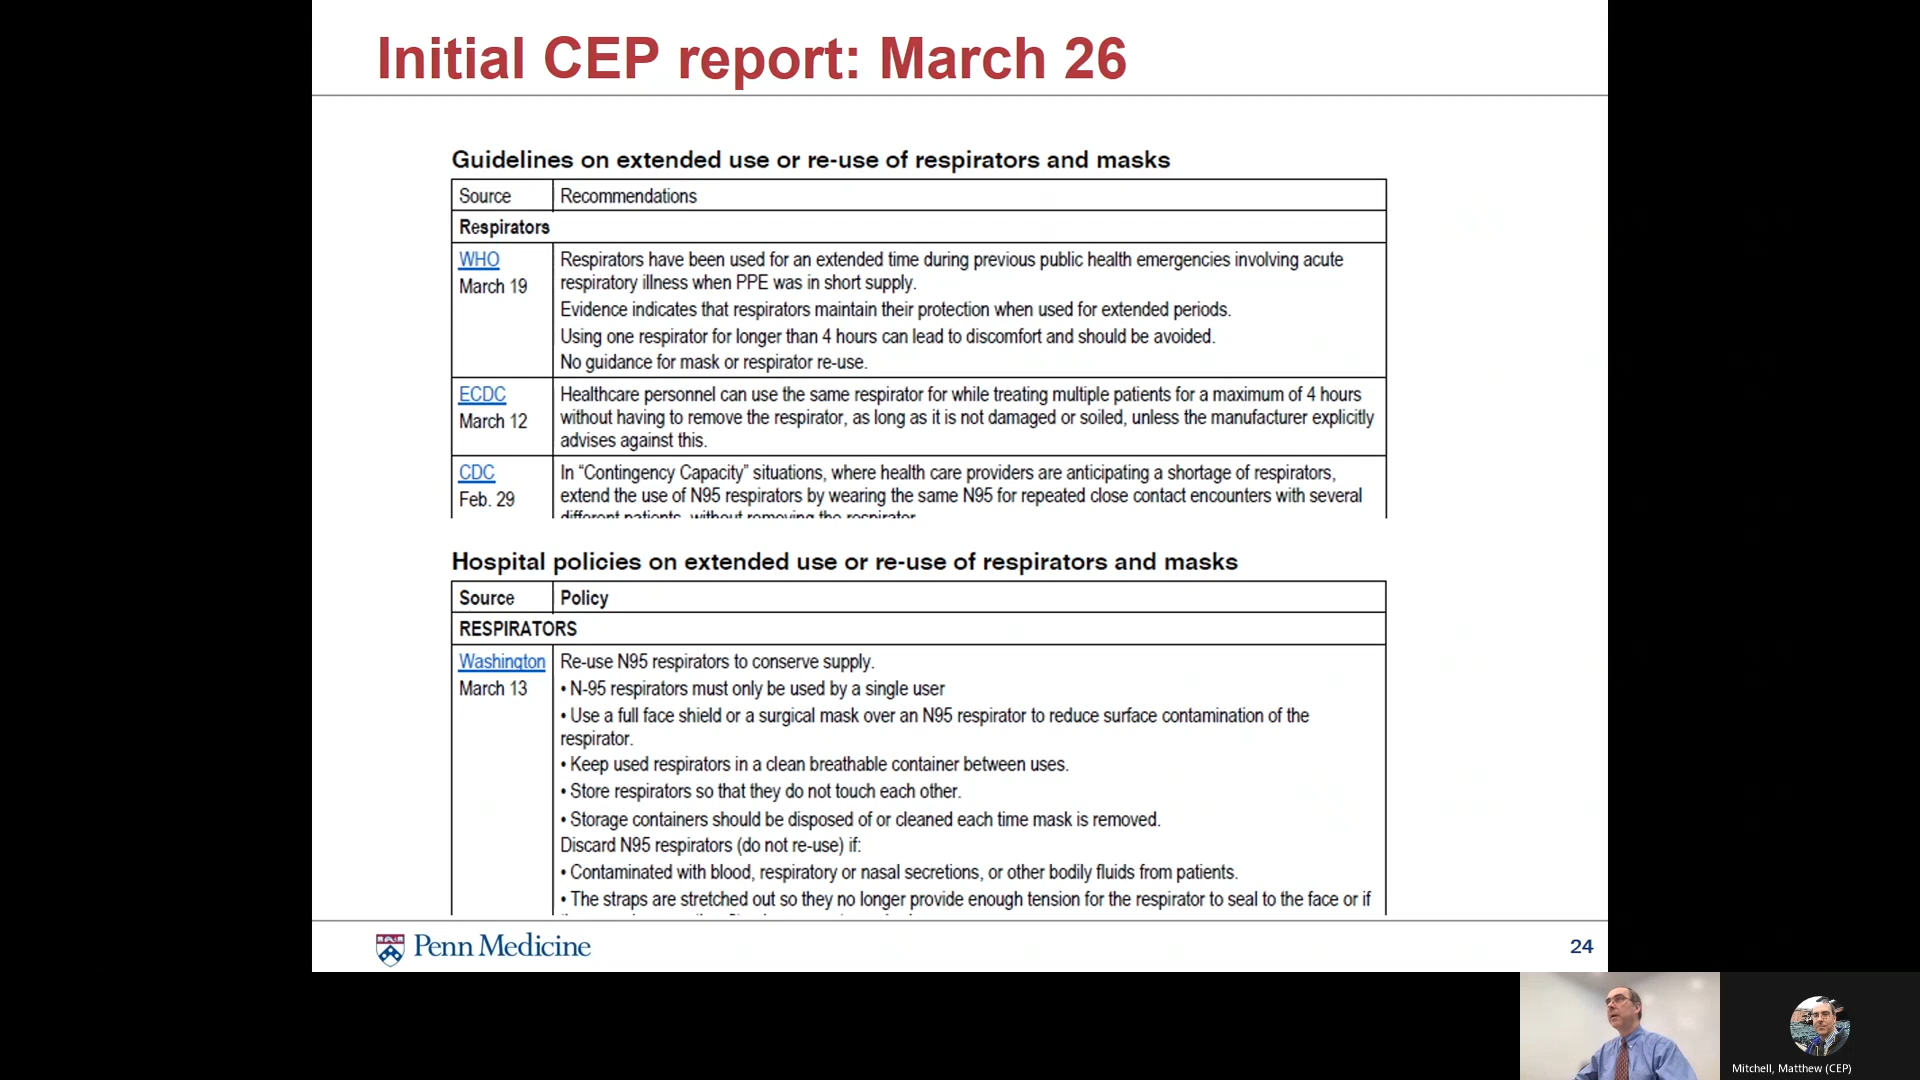 Initial CEP report: March 26
Guidelines on extended use or re-use of respirators and masks
Source Recommendations
Respirators
WHO
March 19
Respirators have been used for an extended time during previous public health emergencies involving acute
respiratory illness when PPE was in short supply.
Evidence indicates that respirators maintain their protection when used for extended periods.
Using one respirator for longer than 4 hours can lead to discomfort and should be avoided.
No guidance for mask or respirator re-use.
ECDC
March 12
Healthcare personnel can use the same respirator for while treating multiple patients for a maximum of 4 hours
without having to remove the respirator, as long as it is not damaged or soiled, unless the manufacturer explicitly
advises against this.
CDC
Feb. 29
In “Contingency Capacity” situations, where health care providers are anticipating a shortage of respirators,
extend the use of N95 respirators by wearing the same N95 for repeated close contact encounters with several
different patients, without removing the respirator
Hospital policies on extended use or re-use of respirators and masks
Source Policy
RESPIRATORS
Washington
March 13
Re-use N95 respirators to conserve supply.
• N-95 respirators must only be used by a single user
• Use a full face shield or a surgical mask over an N95 respirator to reduce surface contamination of the
respirator.
• Keep used respirators in a clean breathable container between uses.
• Store respirators so that they do not touch each other.
• Storage containers should be disposed of or cleaned each time mask is removed.
Discard N95 respirators (do not re-use) if:
• Contaminated with blood, respiratory or nasal secretions, or other bodily fluids from patients.
• The straps are stretched out so they no longer provide enough tension for the respirator to seal to the face or if
Penn Medicine
24
Mitchell, Matthew (CEP)